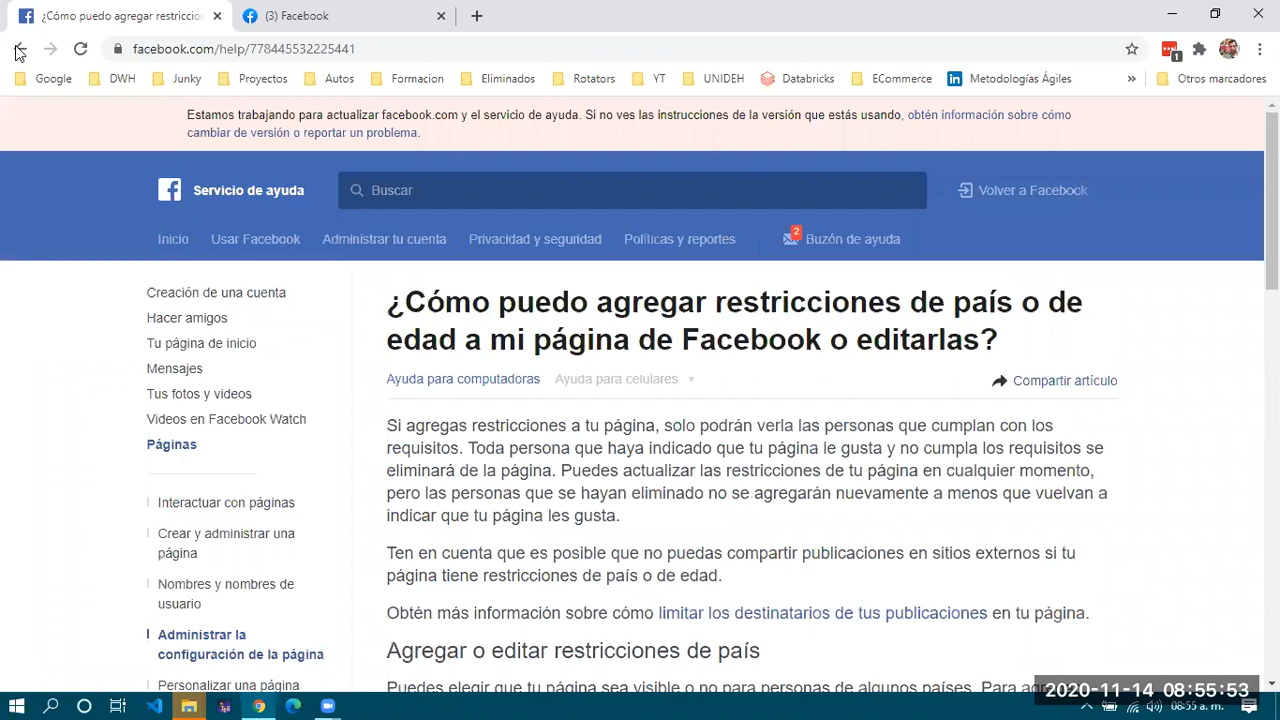 ¿Cómo puedo agregar restriccion
(3) Facebook
facebook.com/help/778445532225441
1
Google DWH Junky Proyectos Autos Formacion Eliminados Rotators YT UNIDEH Databricks ECommerce in Metodologías Ágiles » Otros marcadores
Estamos trabajando para actualizar facebook.com y el servicio de ayuda. Si no ves las instrucciones de la versión que estás usando, obtén información sobre cómo
cambiar de versión o reportar un problema.
Servicio de ayuda
Buscar
Volver a Facebook
Inicio Usar Facebook Administrar tu cuenta Privacidad y seguridad Políticas y reportes 2 Buzón de ayuda
Creación de una cuenta
Hacer amigos
Tu página de inicio
Mensajes
Tus fotos y videos
Videos en Facebook Watch
Páginas
Interactuar con páginas
Crear y administrar una
página
Nombres y nombres de
usuario
Administrar la
configuración de la página
Personalizar una página
¿Cómo puedo agregar restricciones de país o de
edad a mi página de Facebook o editarlas?
Ayuda para computadoras Ayuda para celulares
Compartir artículo
Si agregas restricciones a tu página, solo podrán verla las personas que cumplan con los
requisitos. Toda persona que haya indicado que tu página le gusta y no cumpla los requisitos se
eliminará de la página. Puedes actualizar las restricciones de tu página en cualquier momento,
pero las personas que se hayan eliminado no se agregarán nuevamente a menos que vuelvan a
indicar que tu página les gusta.
Ten en cuenta que es posible que no puedas compartir publicaciones en sitios externos si tu
página tiene restricciones de país o de edad.
Obtén más información sobre cómo limitar los destinatarios de tus publicaciones en tu página.
Agregar o editar restricciones de país
Puedes elegir que tu página sea visible o no para personas de algunos países. Para
2020-11-14 08:55:53
08:55 a. m.